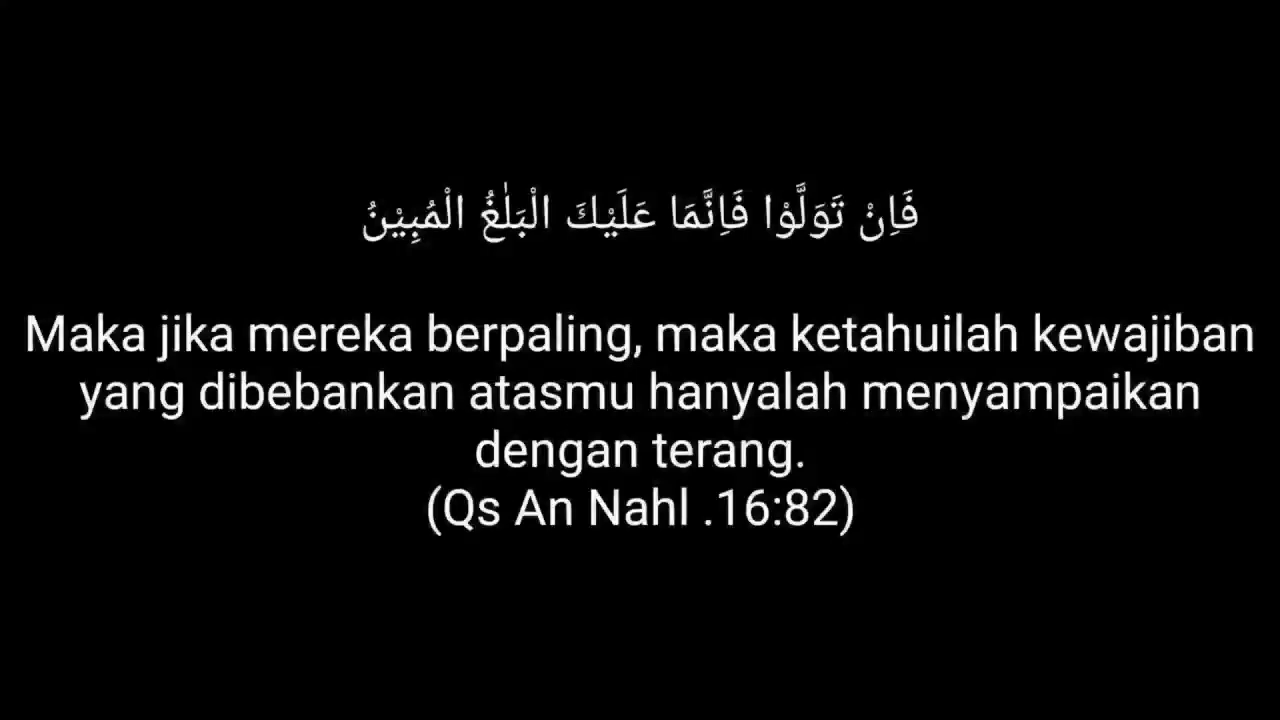 فَاِنْ تَوَلَّوْا فَاِنَّمَا عَلَيْكَ الْبَلٰغُ الْمُبِيْنُ
Maka jika mereka berpaling, maka ketahuilah kewajiban
yang dibebankan atasmu hanyalah menyampaikan
dengan terang.
(Qs An Nahl .16:82)